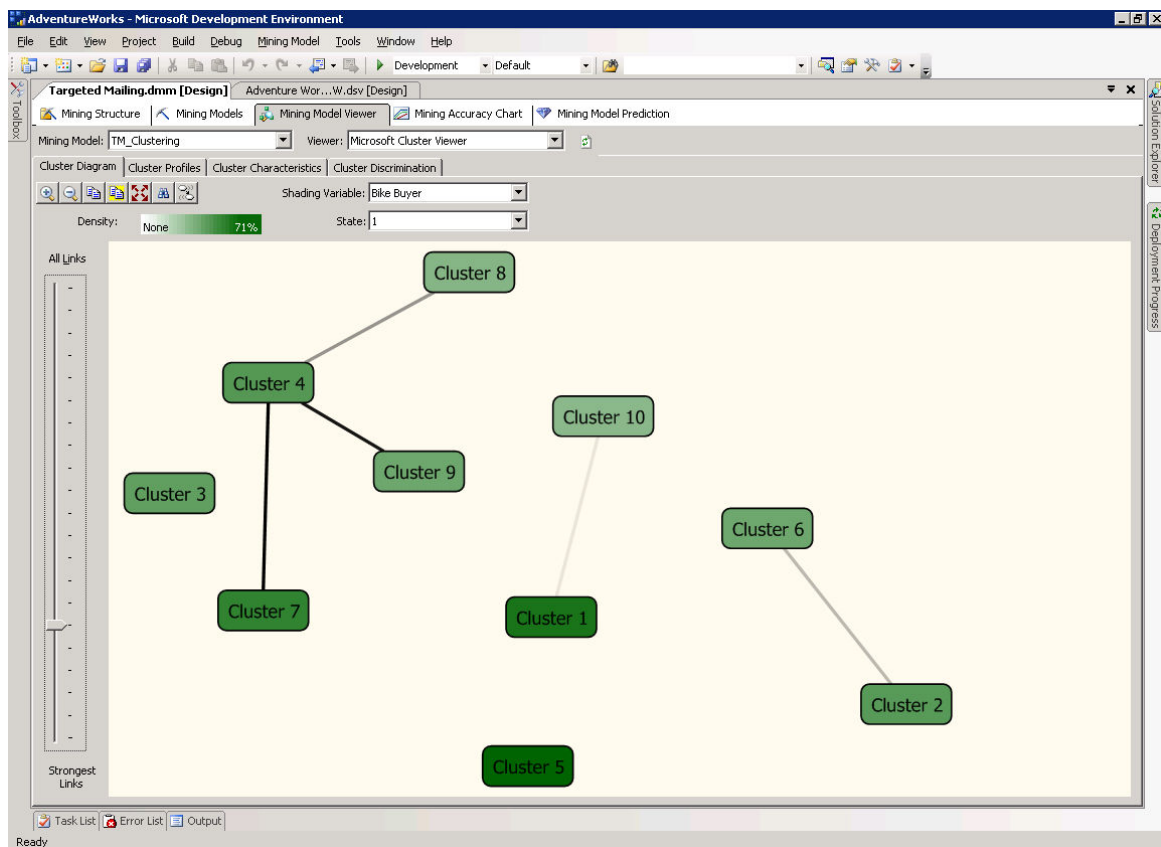 AdventureWorks - Microsoft Development Environment
File Edit View Project Build Debug Mining Model Tools Window Help
Development Default
Toolbox
Targeted Mailing.dmm [Design] Adventure Wor...W.dsv [Design]
Mining Structure Mining Models Mining Model Viewer Mining Accuracy Chart Mining Model Prediction
Mining Model: TM_Clustering Viewer: Microsoft Cluster Viewer
Cluster Diagram Cluster Profiles Cluster Characteristics Cluster Discrimination
Shading Variable: Bike Buyer
Density: None 71% State: 1
All Links
Cluster 8
Cluster 4
Cluster 10
Cluster 9
Cluster 3
Cluster 6
Cluster 7
Cluster 1
Cluster 2
Cluster 5
Strongest
Links
Solution Explorer
Deployment Progress
Task List Error List Output
Ready